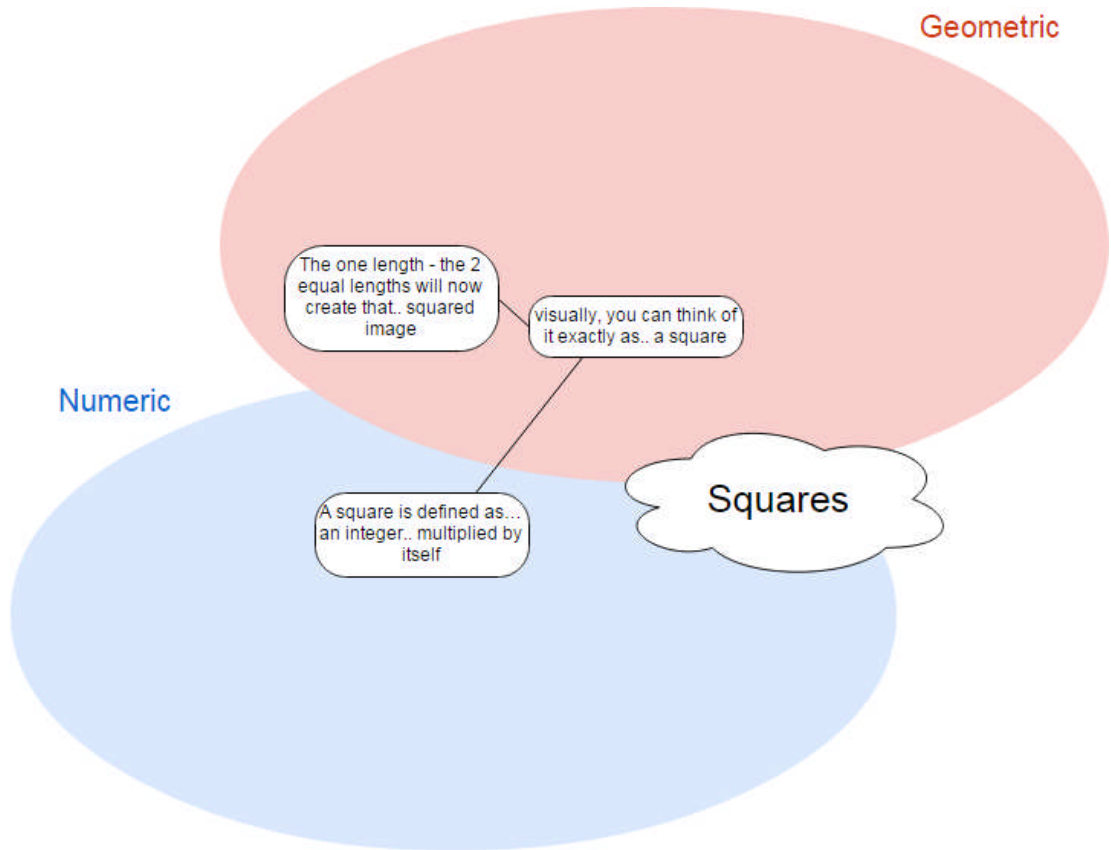 Geometric
The one length - the 2
equal lengths will now
create that.. squared
image
visually, you can think of
it exactly as.. a square
Numeric
Squares
A square is defined as...
an integer.. multiplied by
itself